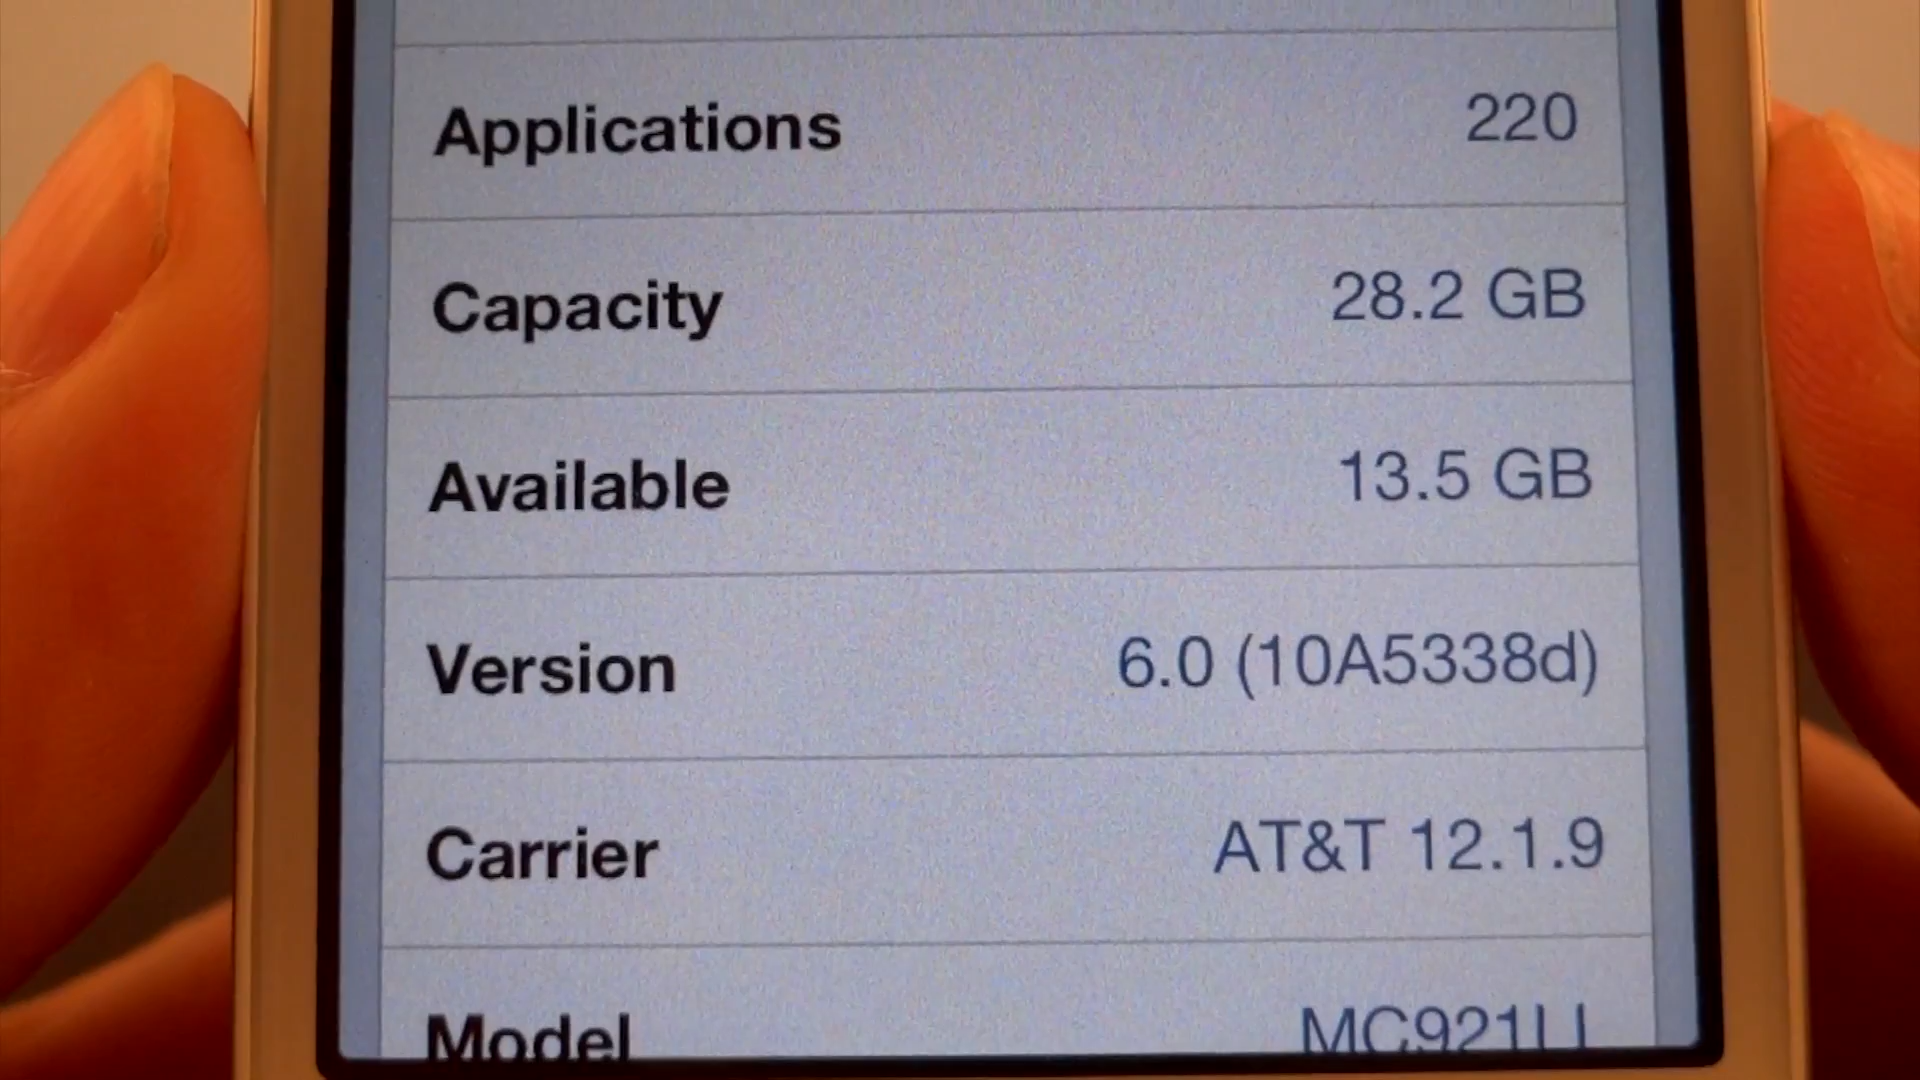 Applications 220
Capacity 28.2 GB
Available 13.5 GB
Version 6.0 (10A5338d)
Carrier AT&T 12.1.9
Model MC921LL